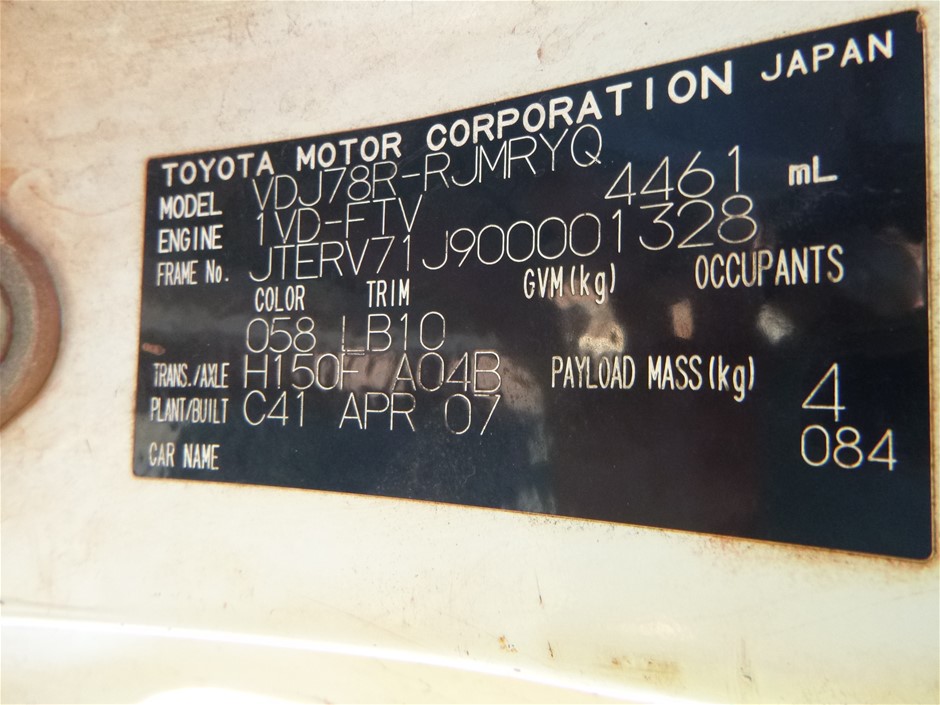 TOYOTA MOTOR CORPORATION JAPAN
MODEL VDJ78R-RJMRYQ
ENGINE 1VD-FTV 4461 mL
FRAME No. JTERV71J900001328
COLOR TRIM GVM(kg) OCCUPANTS
058 LB10
TRANS./AXLE H150F A04B PAYLOAD MASS(kg) 4
PLANT/BUILT C41 APR 07 084
CAR NAME